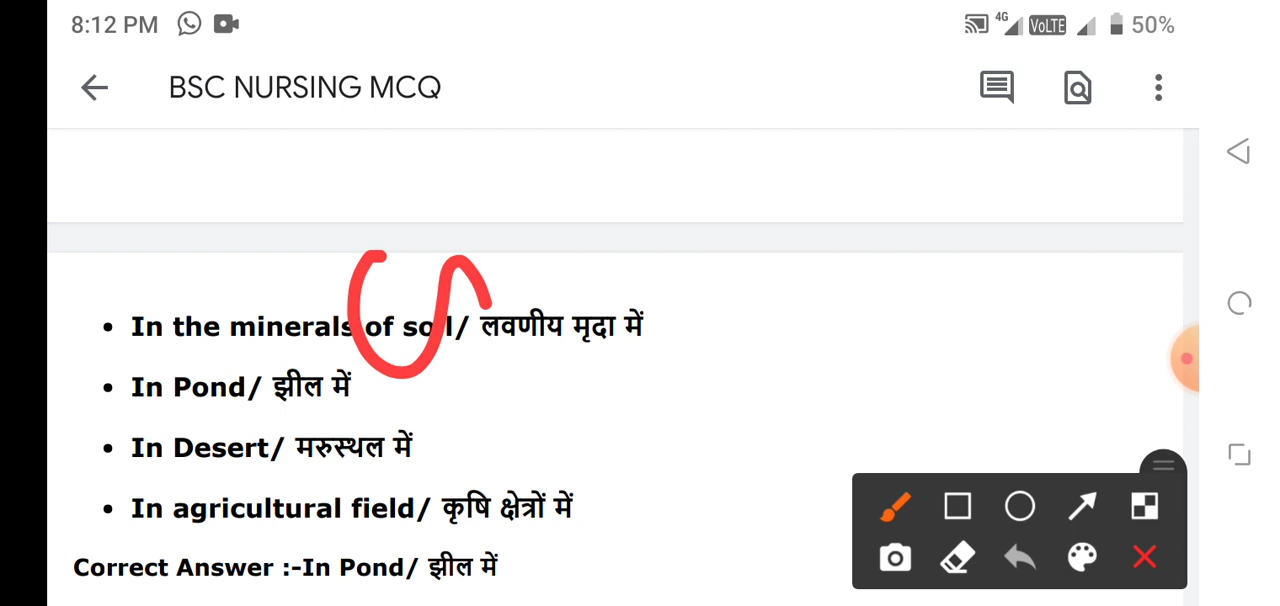 8:12 PM 4G VoLTE 50%
BSC NURSING MCQ
• In the minerals of soil/ लवणीय मृदा में
• In Pond/ झील में
• In Desert/ मरुस्थल में
• In agricultural field/ कृषि क्षेत्रों में
Correct Answer :-In Pond/ झील में